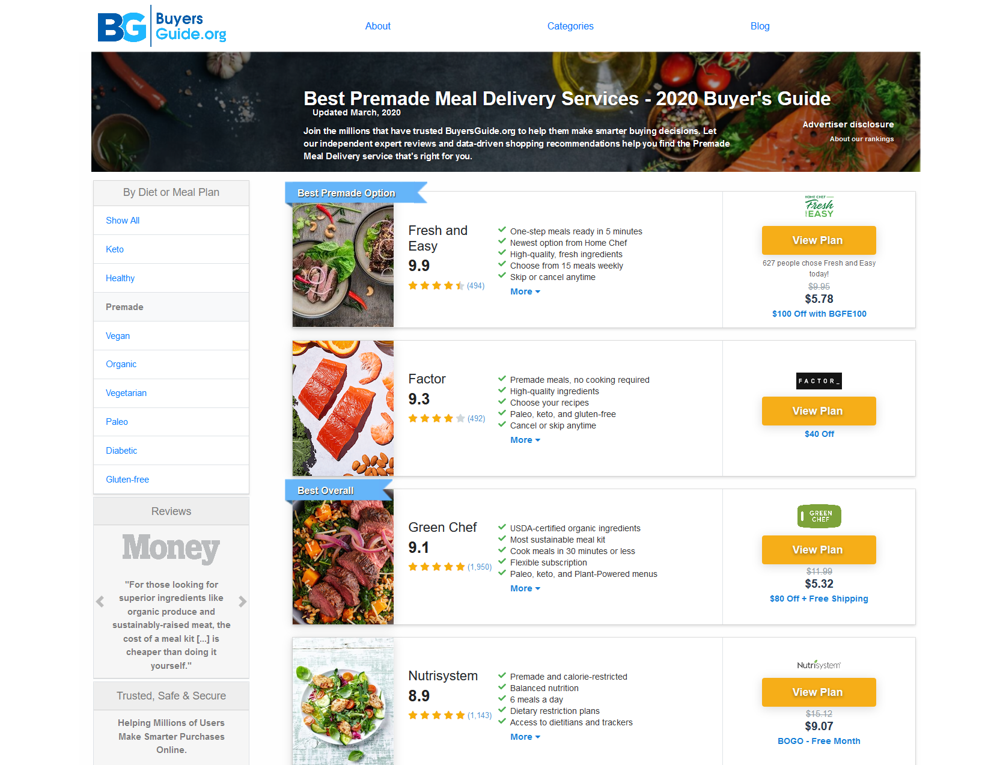 BG Buyers
Guide.org
About
Categories
Blog
Best Premade Meal Delivery Services - 2020 Buyer's Guide
Updated March, 2020
Join the millions that have trusted BuyersGuide.org to help them make smarter buying decisions. Let
our independent expert reviews and data-driven shopping recommendations help you find the Premade
Meal Delivery service that's right for you.
Advertiser disclosure
About our rankings
By Diet or Meal Plan
Show All
Keto
Healthy
Premade
Vegan
Organic
Vegetarian
Paleo
Diabetic
Gluten-free
Reviews
Money
"For those looking for
superior ingredients like
organic produce and
sustainably-raised meat, the
cost of a meal kit [...] is
cheaper than doing it
yourself."
Trusted, Safe & Secure
Helping Millions of Users
Make Smarter Purchases
Online.
Best Premade Option
Fresh and
Easy
9.9
(494)
One-step meals ready in 5 minutes
Newest option from Home Chef
High-quality, fresh ingredients
Choose from 15 meals weekly
Skip or cancel anytime
More
HOME CHEF
Fresh
AND EASY
View Plan
627 people chose Fresh and Easy
today!
$9.95
$5.78
$100 Off with BGFE100
Factor
9.3
(492)
Premade meals, no cooking required
High-quality ingredients
Choose your recipes
Paleo, keto, and gluten-free
Cancel or skip anytime
More
FACTOR_
View Plan
$40 Off
Best Overall
Green Chef
9.1
(1,950)
USDA-certified organic ingredients
Most sustainable meal kit
Cook meals in 30 minutes or less
Flexible subscription
Paleo, keto, and Plant-Powered menus
More
GREEN
CHEF
View Plan
$11.99
$5.32
$80 Off + Free Shipping
Nutrisystem
8.9
(1,143)
Premade and calorie-restricted
Balanced nutrition
6 meals a day
Dietary restriction plans
Access to dietitians and trackers
More
Nutrisystem
View Plan
$15.12
$9.07
BOGO - Free Month